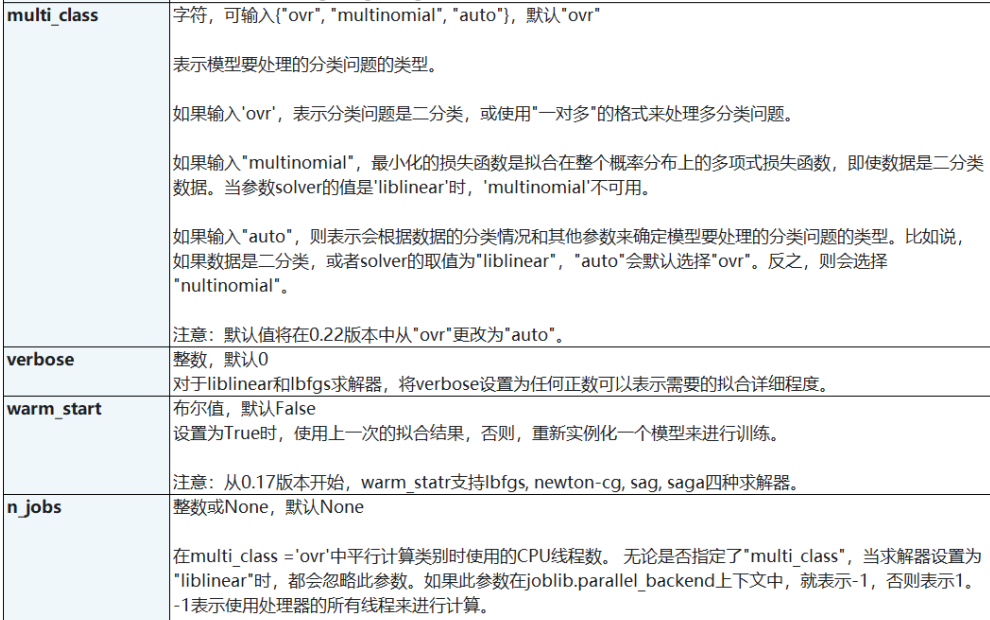 multi_class
字符，可输入{"ovr", "multinomial", "auto"}，默认"ovr"
表示模型要处理的分类问题的类型。
如果输入'ovr'，表示分类问题是二分类，或使用"一对多"的格式来处理多分类问题。
如果输入"multinomial"，最小化的损失函数是拟合在整个概率分布上的多项式损失函数，即使数据是二分类
数据。当参数solver的值是'liblinear'时，'multinomial'不可用。
如果输入"auto"，则表示会根据数据的分类情况和其他参数来确定模型要处理的分类问题的类型。比如说，
如果数据是二分类，或者solver的取值为"liblinear"，"auto"会默认选择"ovr"。反之，则会选择
"nultinomial"。
注意：默认值将在0.22版本中从"ovr"更改为"auto"。
verbose
整数，默认0
对于liblinear和lbfgs求解器，将verbose设置为任何正数可以表示需要的拟合详细程度。
warm_start
布尔值，默认False
设置为True时，使用上一次的拟合结果，否则，重新实例化一个模型来进行训练。
注意：从0.17版本开始，warm_statr支持lbfgs, newton-cg, sag, saga四种求解器。
n_jobs
整数或None，默认None
在multi_class ='ovr'中平行计算类别时使用的CPU线程数。 无论是否指定了"multi_class"，当求解器设置为
"liblinear"时，都会忽略此参数。如果此参数在joblib.parallel_backend上下文中，就表示-1，否则表示1。
-1表示使用处理器的所有线程来进行计算。